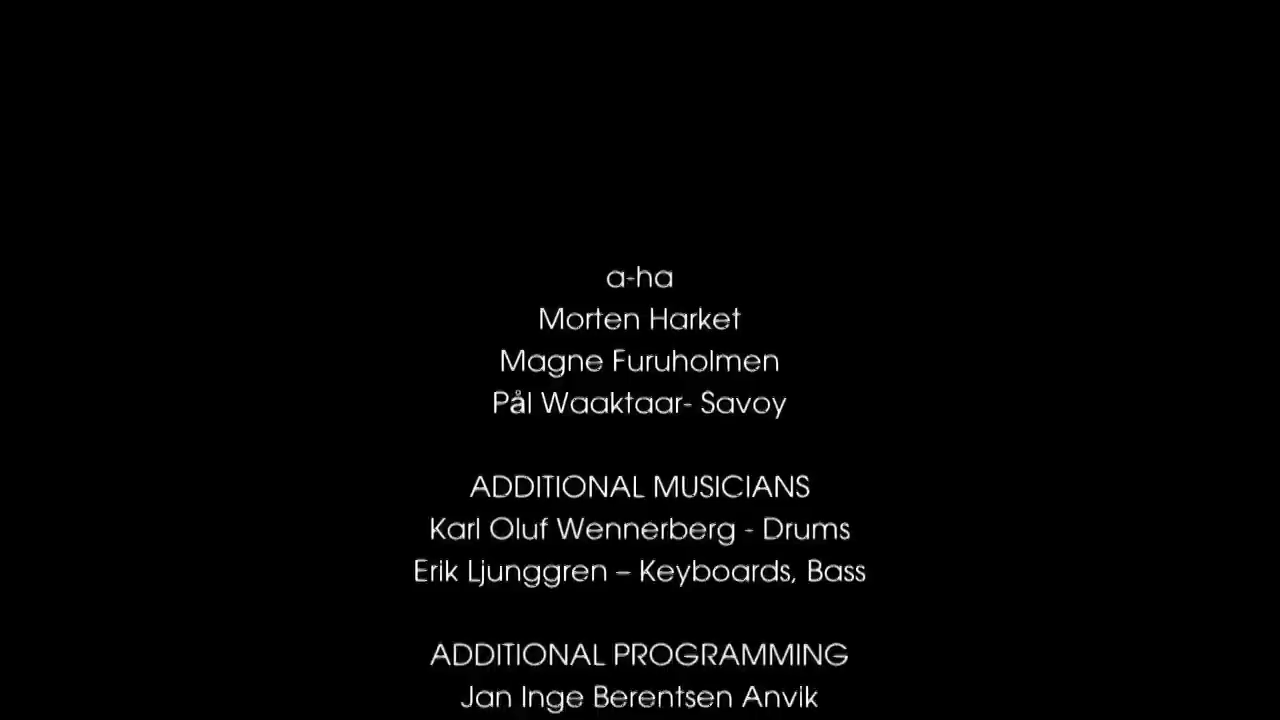 a-ha
Morten Harket
Magne Furuholmen
Pål Waaktaar- Savoy
ADDITIONAL MUSICIANS
Karl Oluf Wennerberg - Drums
Erik Ljunggren – Keyboards, Bass
ADDITIONAL PROGRAMMING
Jan Inge Berentsen Anvik